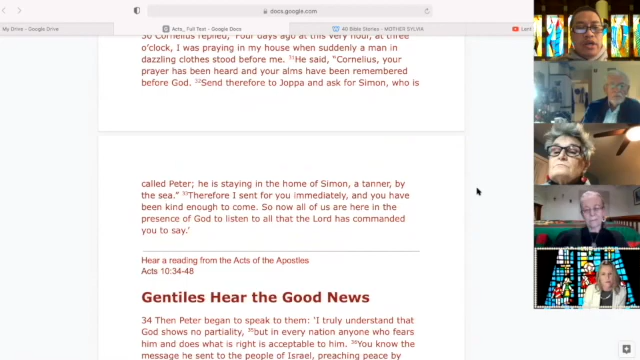 docs.google.com
My Drive - Google Drive
Acts_ Full Text - Google Docs
40 Bible Stories - MOTHER SYLVIA
Lent
30 Cornelius replied, "Four days ago at this very hour, at three
o'clock, I was praying in my house when suddenly a man in
dazzling clothes stood before me. 31He said, "Cornelius, your
prayer has been heard and your alms have been remembered
before God. 32Send therefore to Joppa and ask for Simon, who is
called Peter; he is staying in the home of Simon, a tanner, by
the sea." 33Therefore I sent for you immediately, and you have
been kind enough to come. So now all of us are here in the
presence of God to listen to all that the Lord has commanded
you to say.'
Hear a reading from the Acts of the Apostles
Acts 10:34-48
Gentiles Hear the Good News
34 Then Peter began to speak to them: 'I truly understand that
God shows no partiality, 35but in every nation anyone who fears
him and does what is right is acceptable to him. 36You know the
message he sent to the people of Israel, preaching peace by